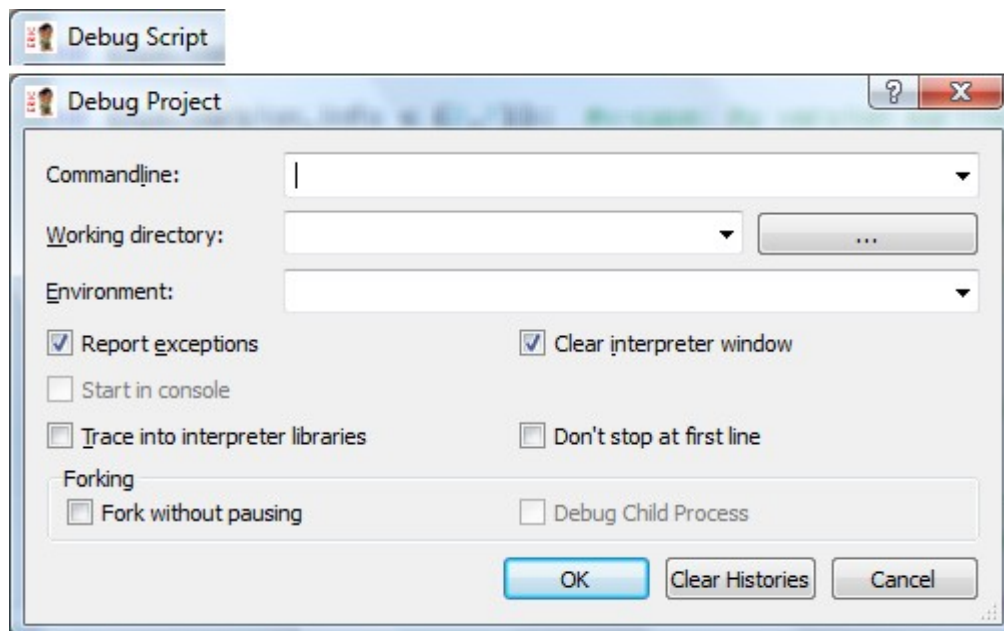 Debug Script
Debug Project
Commandline:
Working directory:
...
Environment:
Report exceptions
Clear interpreter window
Start in console
Trace into interpreter libraries
Don't stop at first line
Forking
Fork without pausing
Debug Child Process
OK
Clear Histories
Cancel